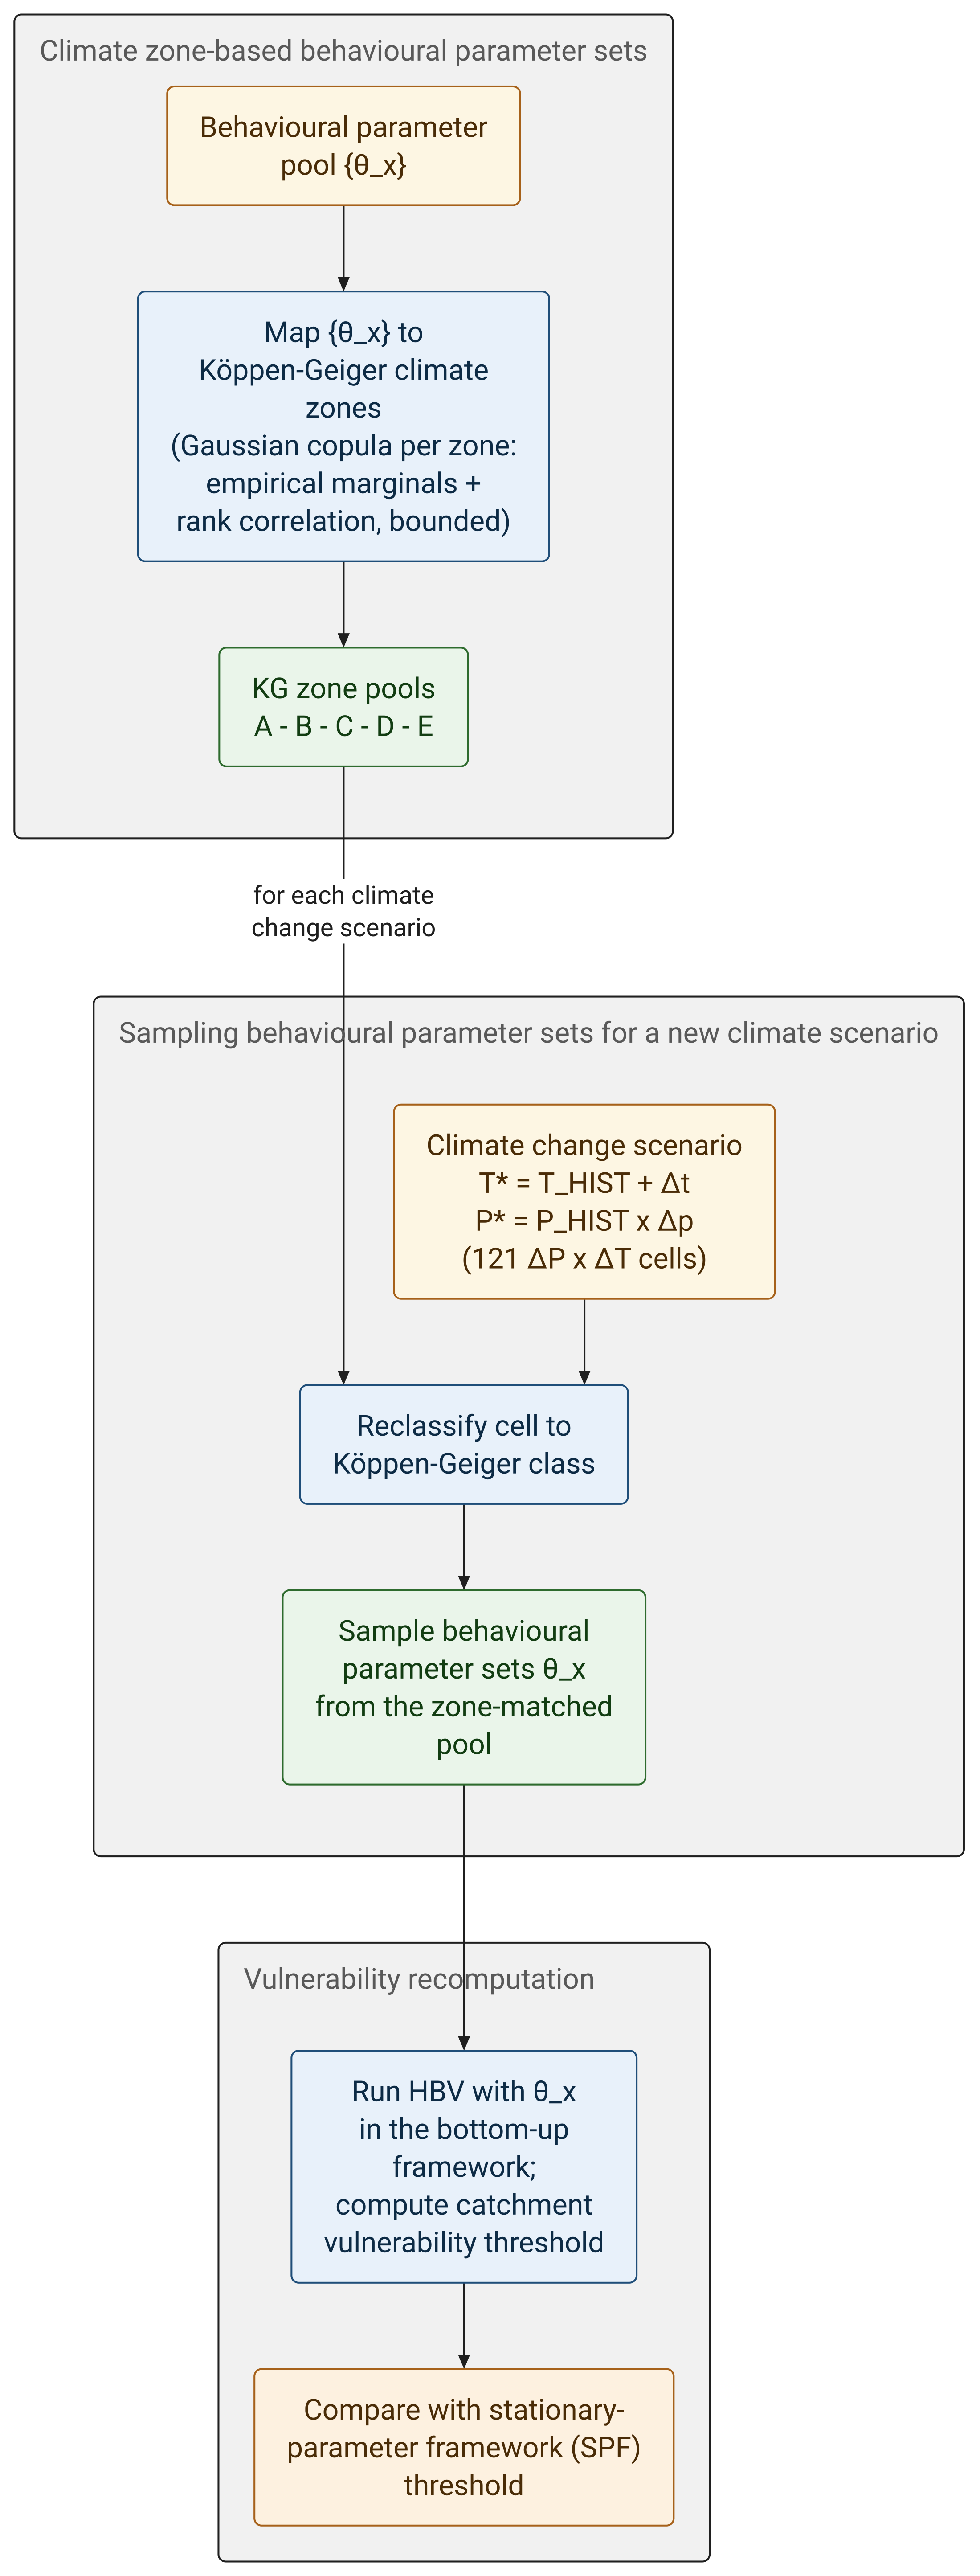 Climate zone-based behavioural parameter sets
Behavioural parameter
pool {θ_x}
Map {θ_x} to
Köppen-Geiger climate
zones
(Gaussian copula per zone:
empirical marginals +
rank correlation, bounded)
KG zone pools
A - B - C - D - E
for each climate
change scenario
Sampling behavioural parameter sets for a new climate scenario
Climate change scenario
T* = T_HIST + Δt
P* = P_HIST x Δp
(121 ΔP x ΔT cells)
Reclassify cell to
Köppen-Geiger class
Sample behavioural
parameter sets θ_x
from the zone-matched
pool
Vulnerability recomputation
Run HBV with θ_x
in the bottom-up
framework;
compute catchment
vulnerability threshold
Compare with stationary-
parameter framework (SPF)
threshold